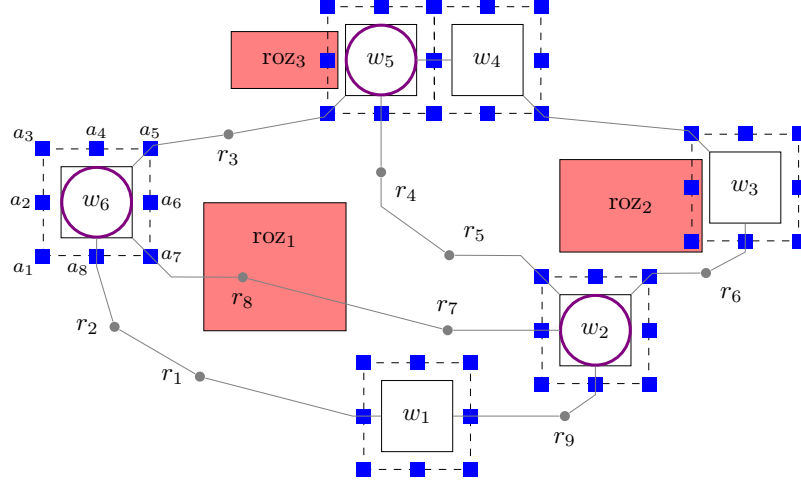 w₅
w₄
roz₃
a₃
a₄
a₅
r₃
w₃
r₄
a₂
w₆
a₆
roz₂
roz₁
r₅
a₁
a₈
a₇
r₈
r₆
r₇
r₂
w₂
r₁
w₁
r₉